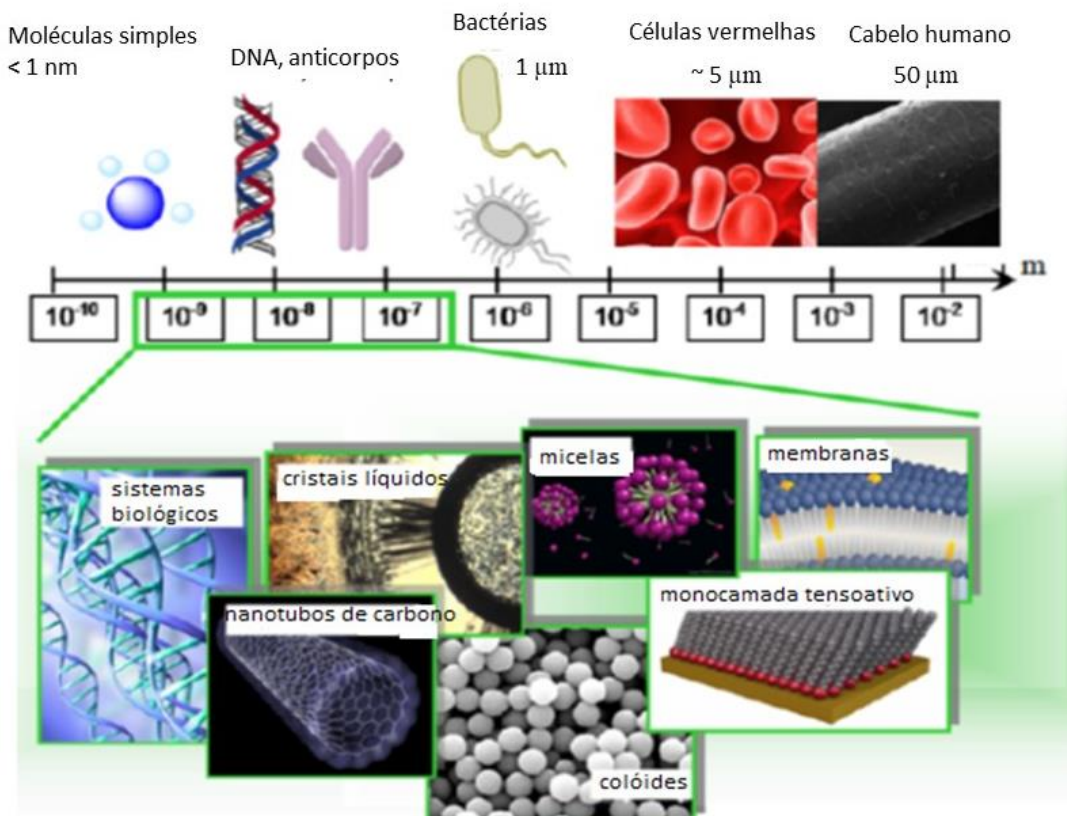 Moléculas simples
< 1 nm
DNA, anticorpos
Bactérias
1 μm
Células vermelhas
~ 5 μm
Cabelo humano
50 μm
m
10⁻¹⁰
10⁻⁹
10⁻⁸
10⁻⁷
10⁻⁶
10⁻⁵
10⁻⁴
10⁻³
10⁻²
sistemas
biológicos
cristais líquidos
micelas
membranas
nanotubos de carbono
monocamada tensoativo
colóides